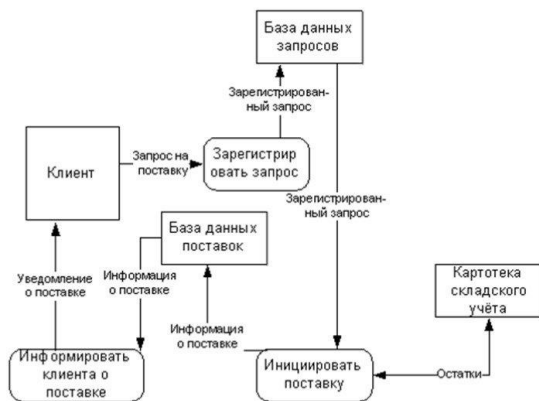 База данных
запросов
Зарегистрирован-
ный запрос
Клиент
Запрос на
поставку
Зарегистрир
овать запрос
Зарегистрирован-
ный запрос
База данных
поставок
Уведомление
о поставке
Информация
о поставке
Информация
о поставке
Картотека
складского
учёта
Информировать
клиента о
поставке
Инициировать
поставку
Остатки